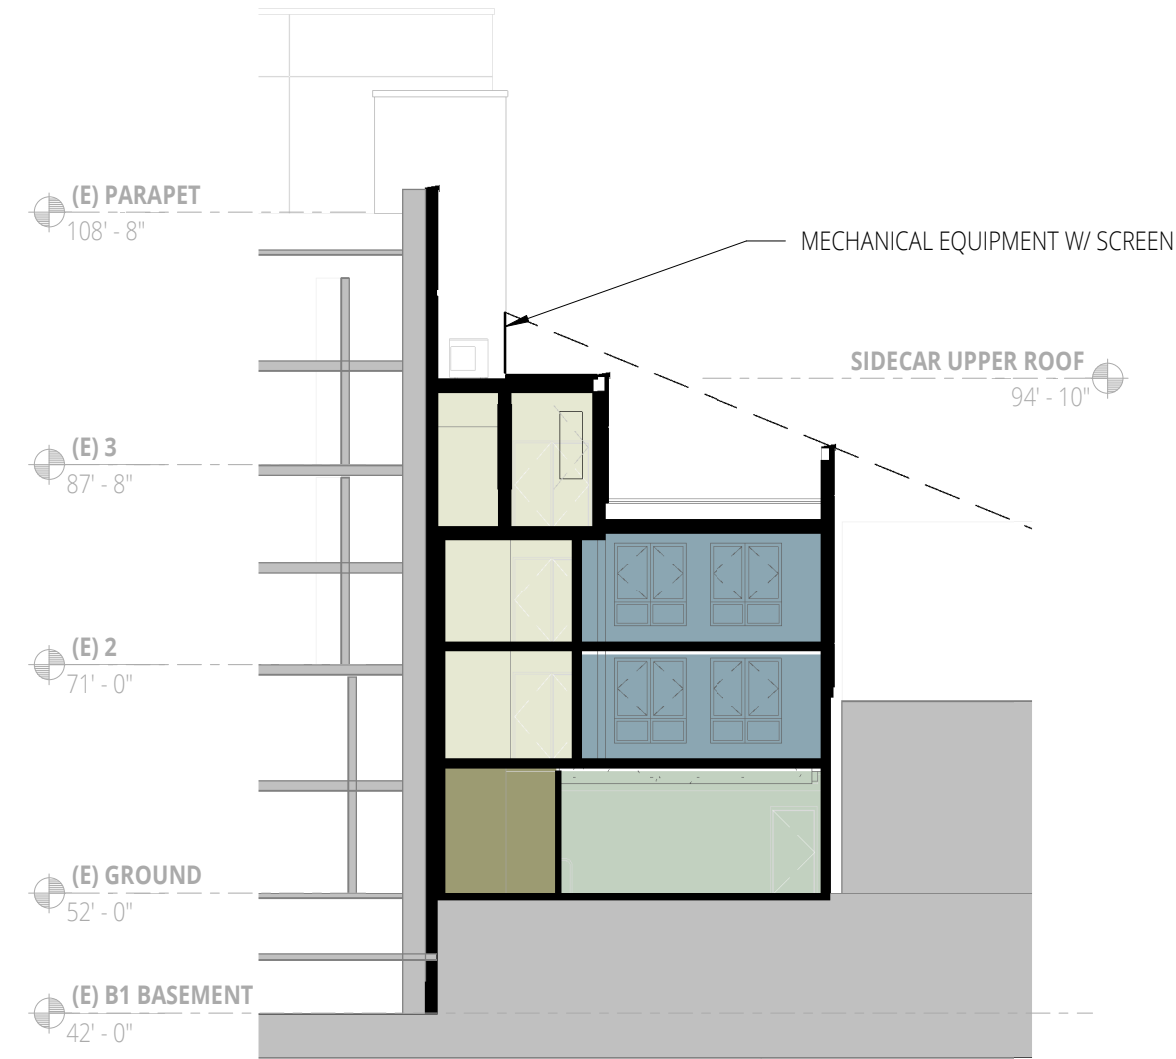 (E) PARAPET
108' - 8"
MECHANICAL EQUIPMENT W/ SCREEN
SIDECAR UPPER ROOF
94' - 10"
(E) 3
87' - 8"
(E) 2
71' - 0"
(E) GROUND
52' - 0"
(E) B1 BASEMENT
42' - 0"